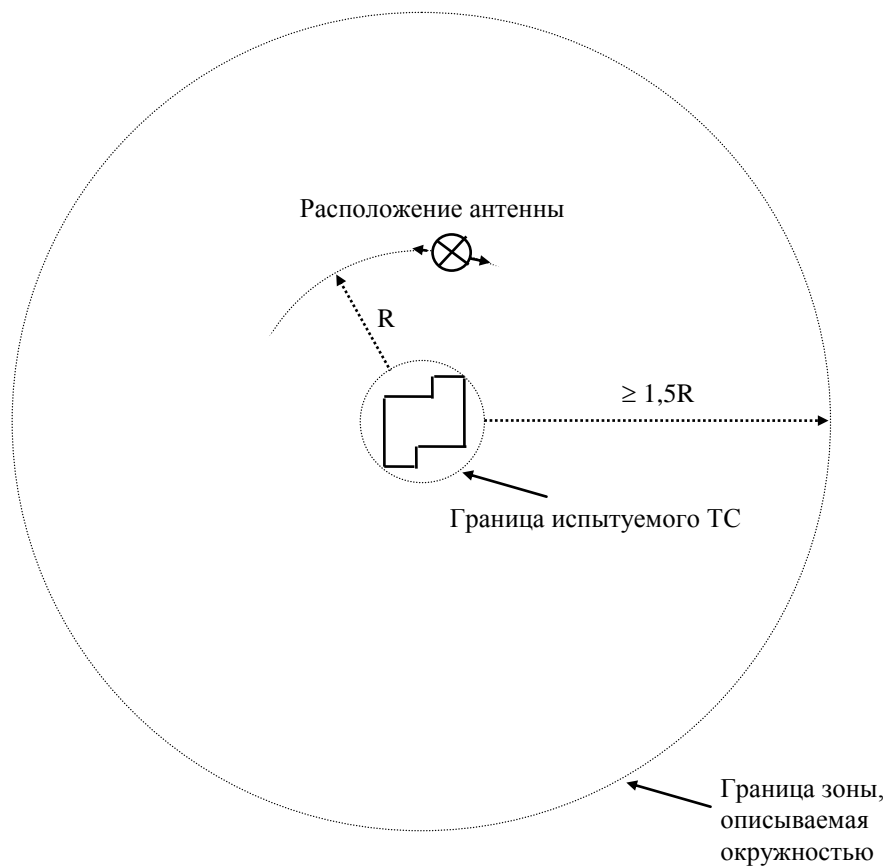 Расположение антенны
R
≥ 1,5R
Граница испытуемого ТС
Граница зоны,
описываемая
окружностью